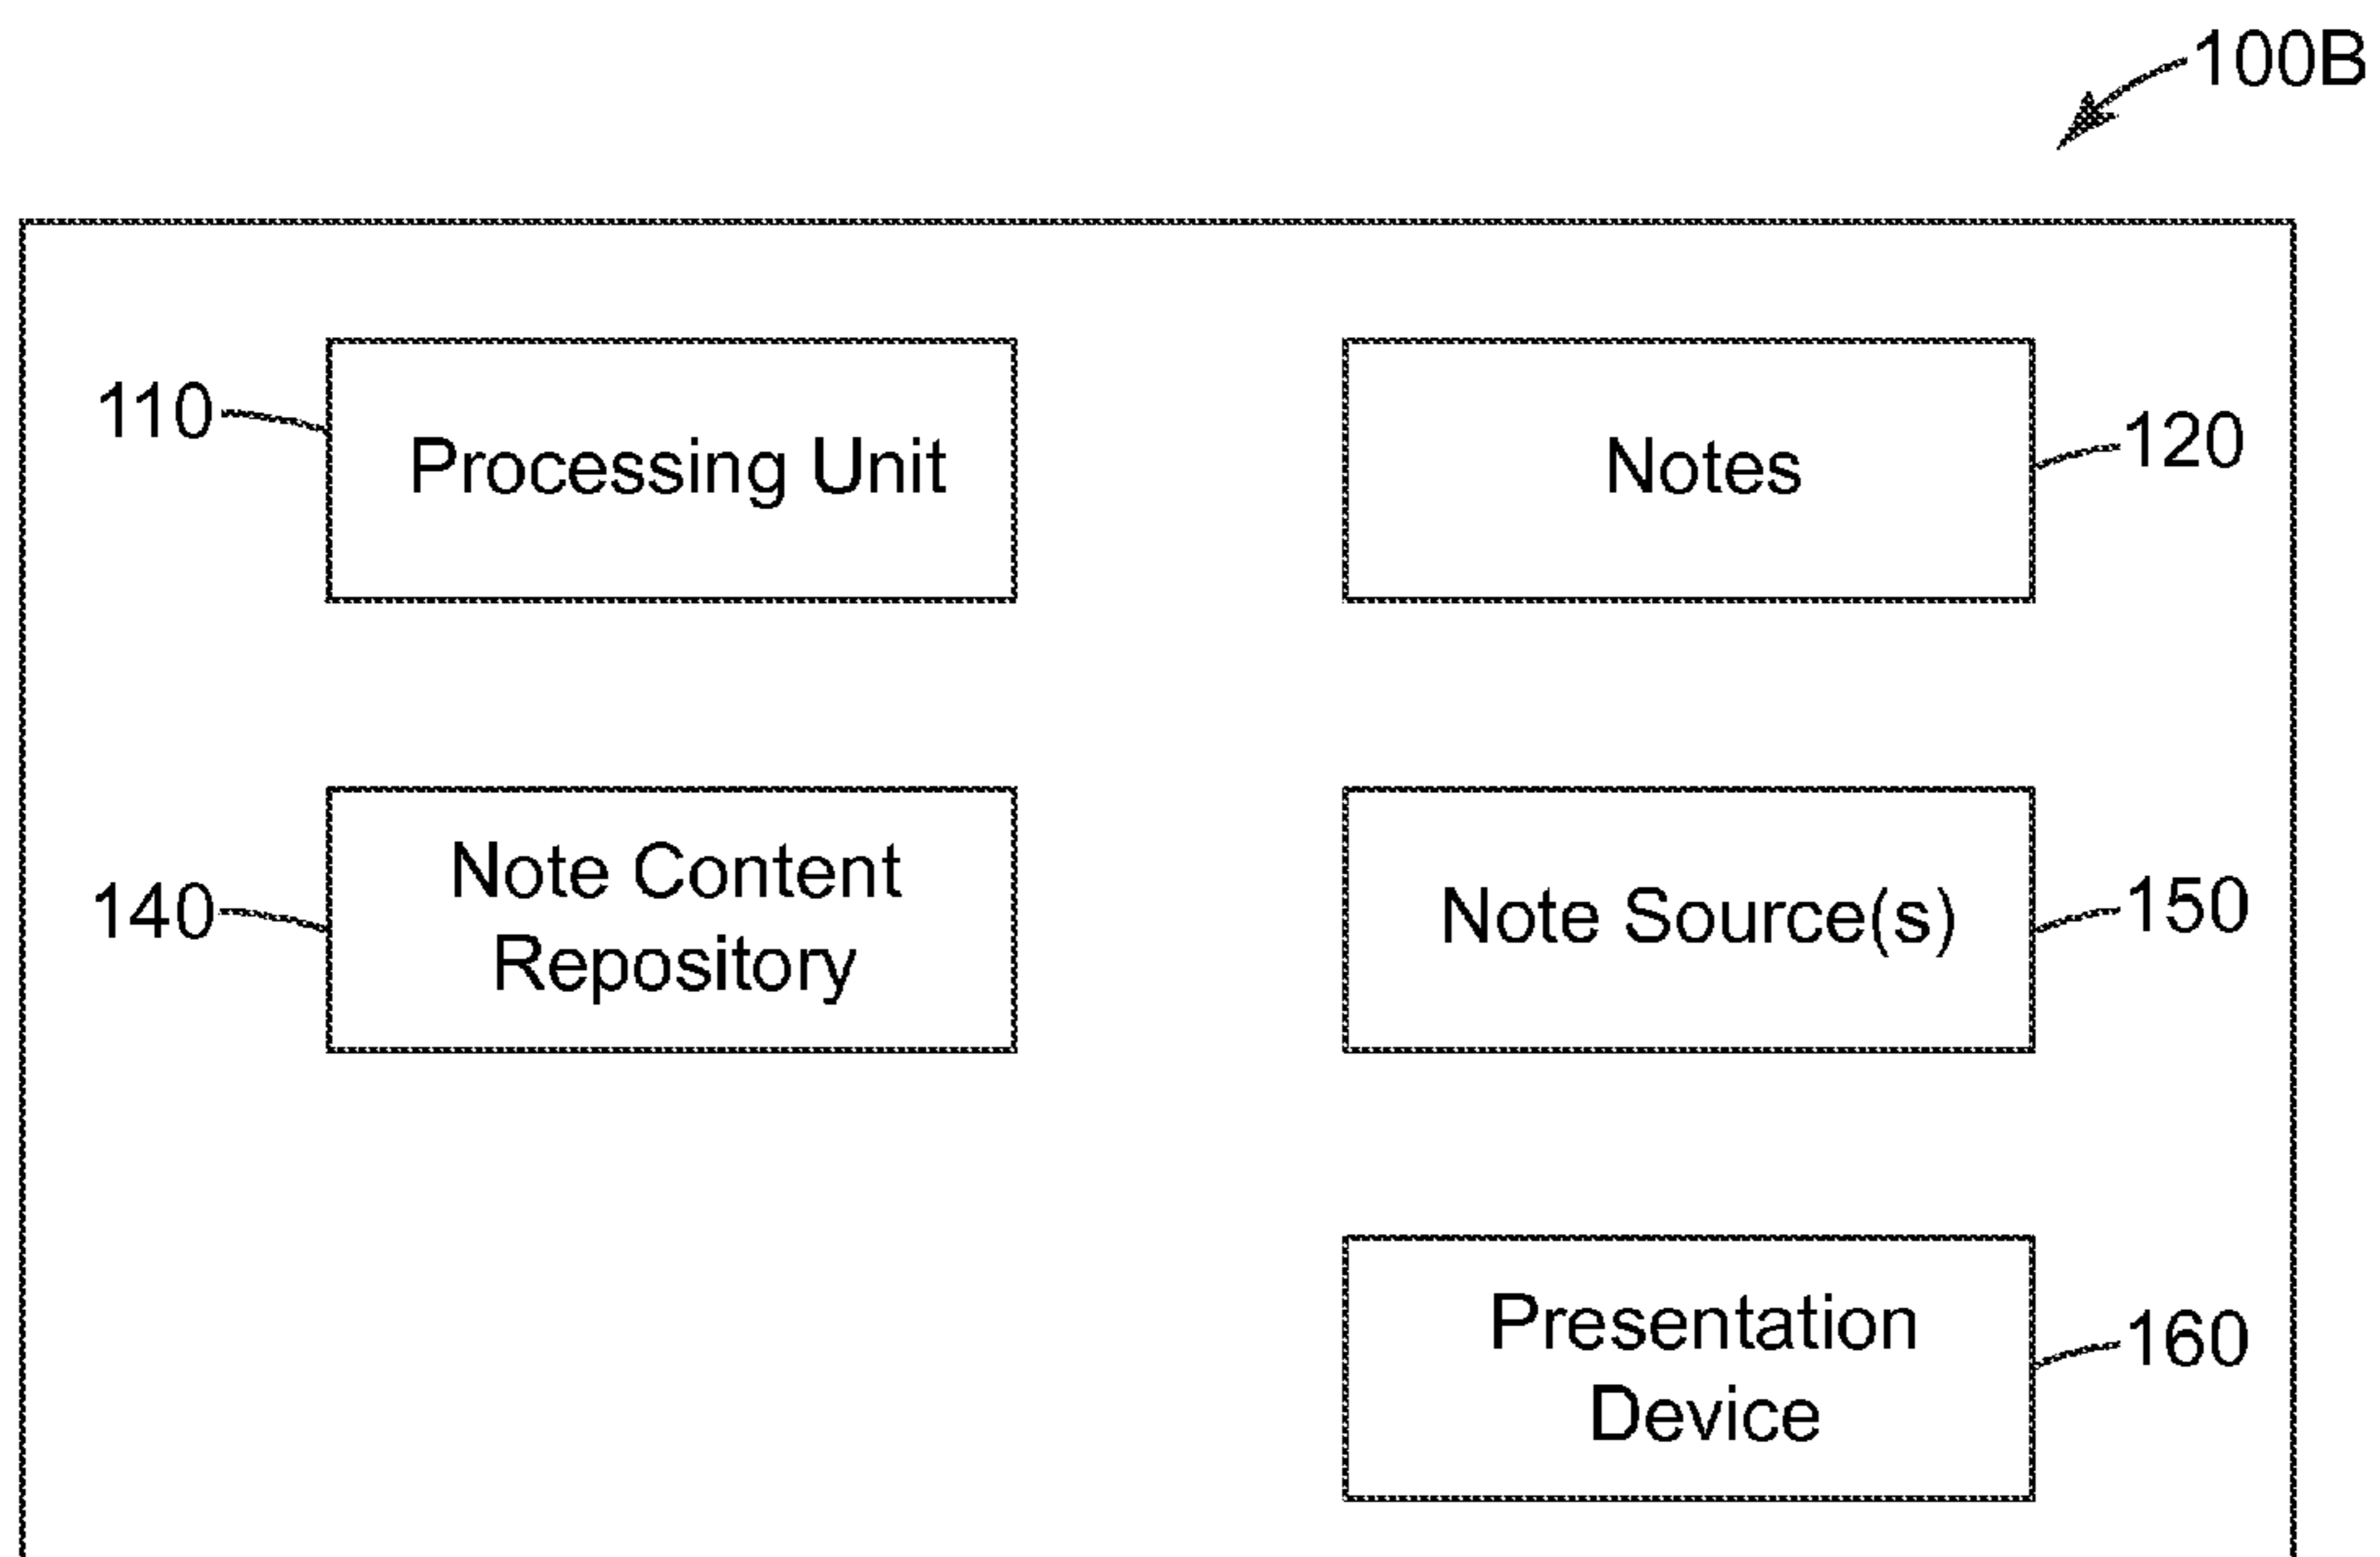 100B
110
Processing Unit
Notes
120
140
Note Content
Repository
Note Source(s)
150
Presentation
Device
160